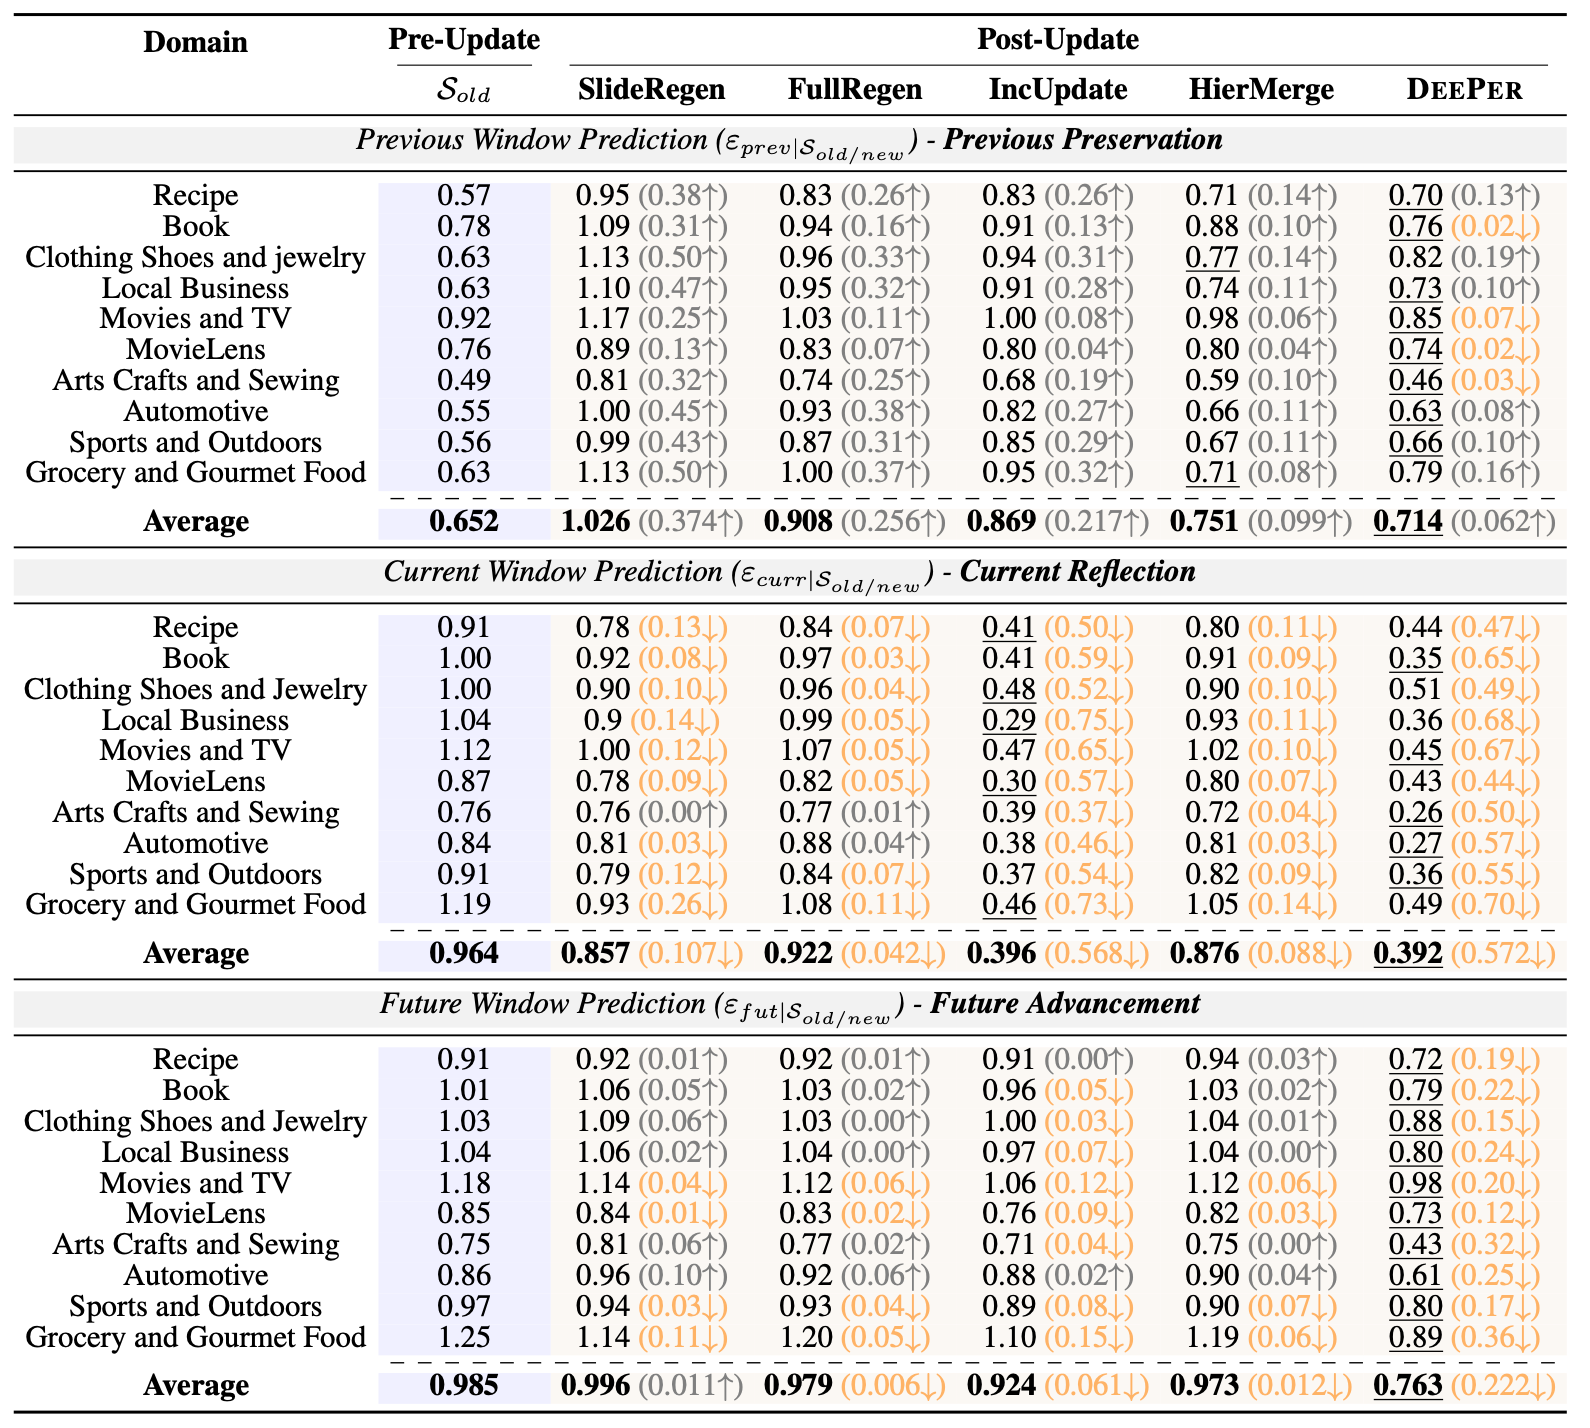 Domain Pre-Update Post-Update
𝒮old SlideRegen FullRegen IncUpdate HierMerge DEEPER
Previous Window Prediction (εprev|𝒮old/new) - Previous Preservation
Recipe 0.57 0.95 (0.38↑) 0.83 (0.26↑) 0.83 (0.26↑) 0.71 (0.14↑) 0.70 (0.13↑)
Book 0.78 1.09 (0.31↑) 0.94 (0.16↑) 0.91 (0.13↑) 0.88 (0.10↑) 0.76 (0.02↓)
Clothing Shoes and jewelry 0.63 1.13 (0.50↑) 0.96 (0.33↑) 0.94 (0.31↑) 0.77 (0.14↑) 0.82 (0.19↑)
Local Business 0.63 1.10 (0.47↑) 0.95 (0.32↑) 0.91 (0.28↑) 0.74 (0.11↑) 0.73 (0.10↑)
Movies and TV 0.92 1.17 (0.25↑) 1.03 (0.11↑) 1.00 (0.08↑) 0.98 (0.06↑) 0.85 (0.07↓)
MovieLens 0.76 0.89 (0.13↑) 0.83 (0.07↑) 0.80 (0.04↑) 0.80 (0.04↑) 0.74 (0.02↓)
Arts Crafts and Sewing 0.49 0.81 (0.32↑) 0.74 (0.25↑) 0.68 (0.19↑) 0.59 (0.10↑) 0.46 (0.03↓)
Automotive 0.55 1.00 (0.45↑) 0.93 (0.38↑) 0.82 (0.27↑) 0.66 (0.11↑) 0.63 (0.08↑)
Sports and Outdoors 0.56 0.99 (0.43↑) 0.87 (0.31↑) 0.85 (0.29↑) 0.67 (0.11↑) 0.66 (0.10↑)
Grocery and Gourmet Food 0.63 1.13 (0.50↑) 1.00 (0.37↑) 0.95 (0.32↑) 0.71 (0.08↑) 0.79 (0.16↑)
Average 0.652 1.026 (0.374↑) 0.908 (0.256↑) 0.869 (0.217↑) 0.751 (0.099↑) 0.714 (0.062↑)
Current Window Prediction (εcurr|𝒮old/new) - Current Reflection
Recipe 0.91 0.78 (0.13↓) 0.84 (0.07↓) 0.41 (0.50↓) 0.80 (0.11↓) 0.44 (0.47↓)
Book 1.00 0.92 (0.08↓) 0.97 (0.03↓) 0.41 (0.59↓) 0.91 (0.09↓) 0.35 (0.65↓)
Clothing Shoes and Jewelry 1.00 0.90 (0.10↓) 0.96 (0.04↓) 0.48 (0.52↓) 0.90 (0.10↓) 0.51 (0.49↓)
Local Business 1.04 0.9 (0.14↓) 0.99 (0.05↓) 0.29 (0.75↓) 0.93 (0.11↓) 0.36 (0.68↓)
Movies and TV 1.12 1.00 (0.12↓) 1.07 (0.05↓) 0.47 (0.65↓) 1.02 (0.10↓) 0.45 (0.67↓)
MovieLens 0.87 0.78 (0.09↓) 0.82 (0.05↓) 0.30 (0.57↓) 0.80 (0.07↓) 0.43 (0.44↓)
Arts Crafts and Sewing 0.76 0.76 (0.00↑) 0.77 (0.01↑) 0.39 (0.37↓) 0.72 (0.04↓) 0.26 (0.50↓)
Automotive 0.84 0.81 (0.03↓) 0.88 (0.04↑) 0.38 (0.46↓) 0.81 (0.03↓) 0.27 (0.57↓)
Sports and Outdoors 0.91 0.79 (0.12↓) 0.84 (0.07↓) 0.37 (0.54↓) 0.82 (0.09↓) 0.36 (0.55↓)
Grocery and Gourmet Food 1.19 0.93 (0.26↓) 1.08 (0.11↓) 0.46 (0.73↓) 1.05 (0.14↓) 0.49 (0.70↓)
Average 0.964 0.857 (0.107↓) 0.922 (0.042↓) 0.396 (0.568↓) 0.876 (0.088↓) 0.392 (0.572↓)
Future Window Prediction (εfut|𝒮old/new) - Future Advancement
Recipe 0.91 0.92 (0.01↑) 0.92 (0.01↑) 0.91 (0.00↑) 0.94 (0.03↑) 0.72 (0.19↓)
Book 1.01 1.06 (0.05↑) 1.03 (0.02↑) 0.96 (0.05↓) 1.03 (0.02↑) 0.79 (0.22↓)
Clothing Shoes and Jewelry 1.03 1.09 (0.06↑) 1.03 (0.00↑) 1.00 (0.03↓) 1.04 (0.01↑) 0.88 (0.15↓)
Local Business 1.04 1.06 (0.02↑) 1.04 (0.00↑) 0.97 (0.07↓) 1.04 (0.00↑) 0.80 (0.24↓)
Movies and TV 1.18 1.14 (0.04↓) 1.12 (0.06↓) 1.06 (0.12↓) 1.12 (0.06↓) 0.98 (0.20↓)
MovieLens 0.85 0.84 (0.01↓) 0.83 (0.02↓) 0.76 (0.09↓) 0.82 (0.03↓) 0.73 (0.12↓)
Arts Crafts and Sewing 0.75 0.81 (0.06↑) 0.77 (0.02↑) 0.71 (0.04↓) 0.75 (0.00↑) 0.43 (0.32↓)
Automotive 0.86 0.96 (0.10↑) 0.92 (0.06↑) 0.88 (0.02↑) 0.90 (0.04↑) 0.61 (0.25↓)
Sports and Outdoors 0.97 0.94 (0.03↓) 0.93 (0.04↓) 0.89 (0.08↓) 0.90 (0.07↓) 0.80 (0.17↓)
Grocery and Gourmet Food 1.25 1.14 (0.11↓) 1.20 (0.05↓) 1.10 (0.15↓) 1.19 (0.06↓) 0.89 (0.36↓)
Average 0.985 0.996 (0.011↑) 0.979 (0.006↓) 0.924 (0.061↓) 0.973 (0.012↓) 0.763 (0.222↓)